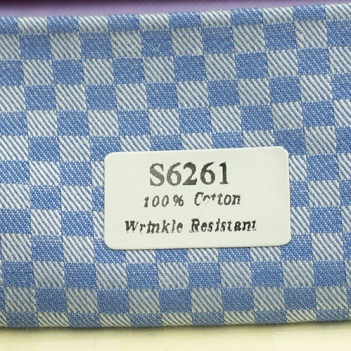 S6261
100% Cotton
Wrinkle Resistant